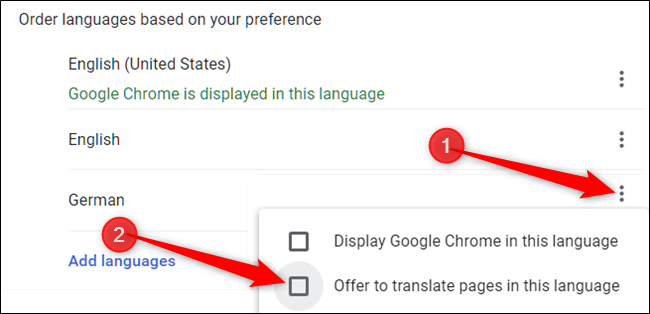 Order languages based on your preference
English (United States)
Google Chrome is displayed in this language
English
1
German
2
Display Google Chrome in this language
Add languages
Offer to translate pages in this language